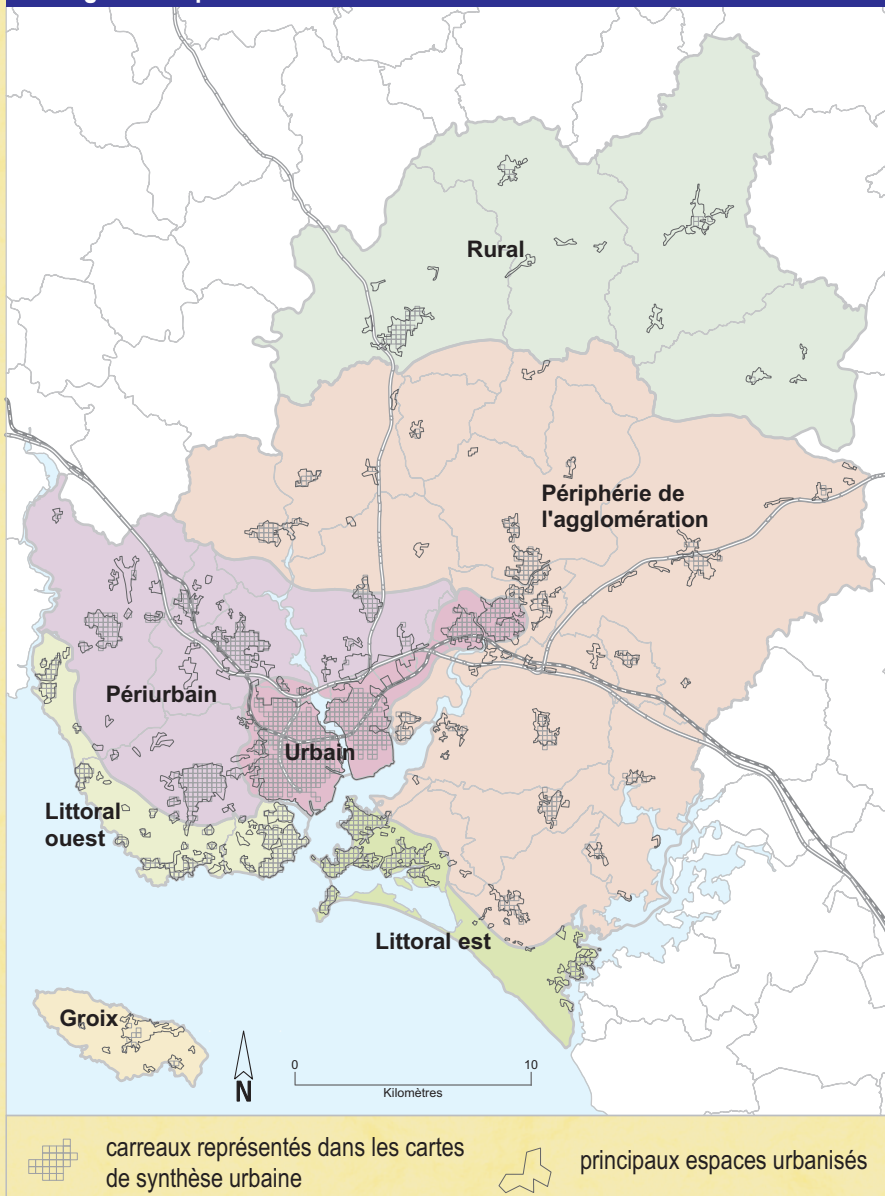 Rural
Périphérie de
l'agglomération
Périurbain
Urbain
Littoral
ouest
Littoral est
Groix
N
0 10
Kilomètres
carreaux représentés dans les cartes
de synthèse urbaine
principaux espaces urbanisés